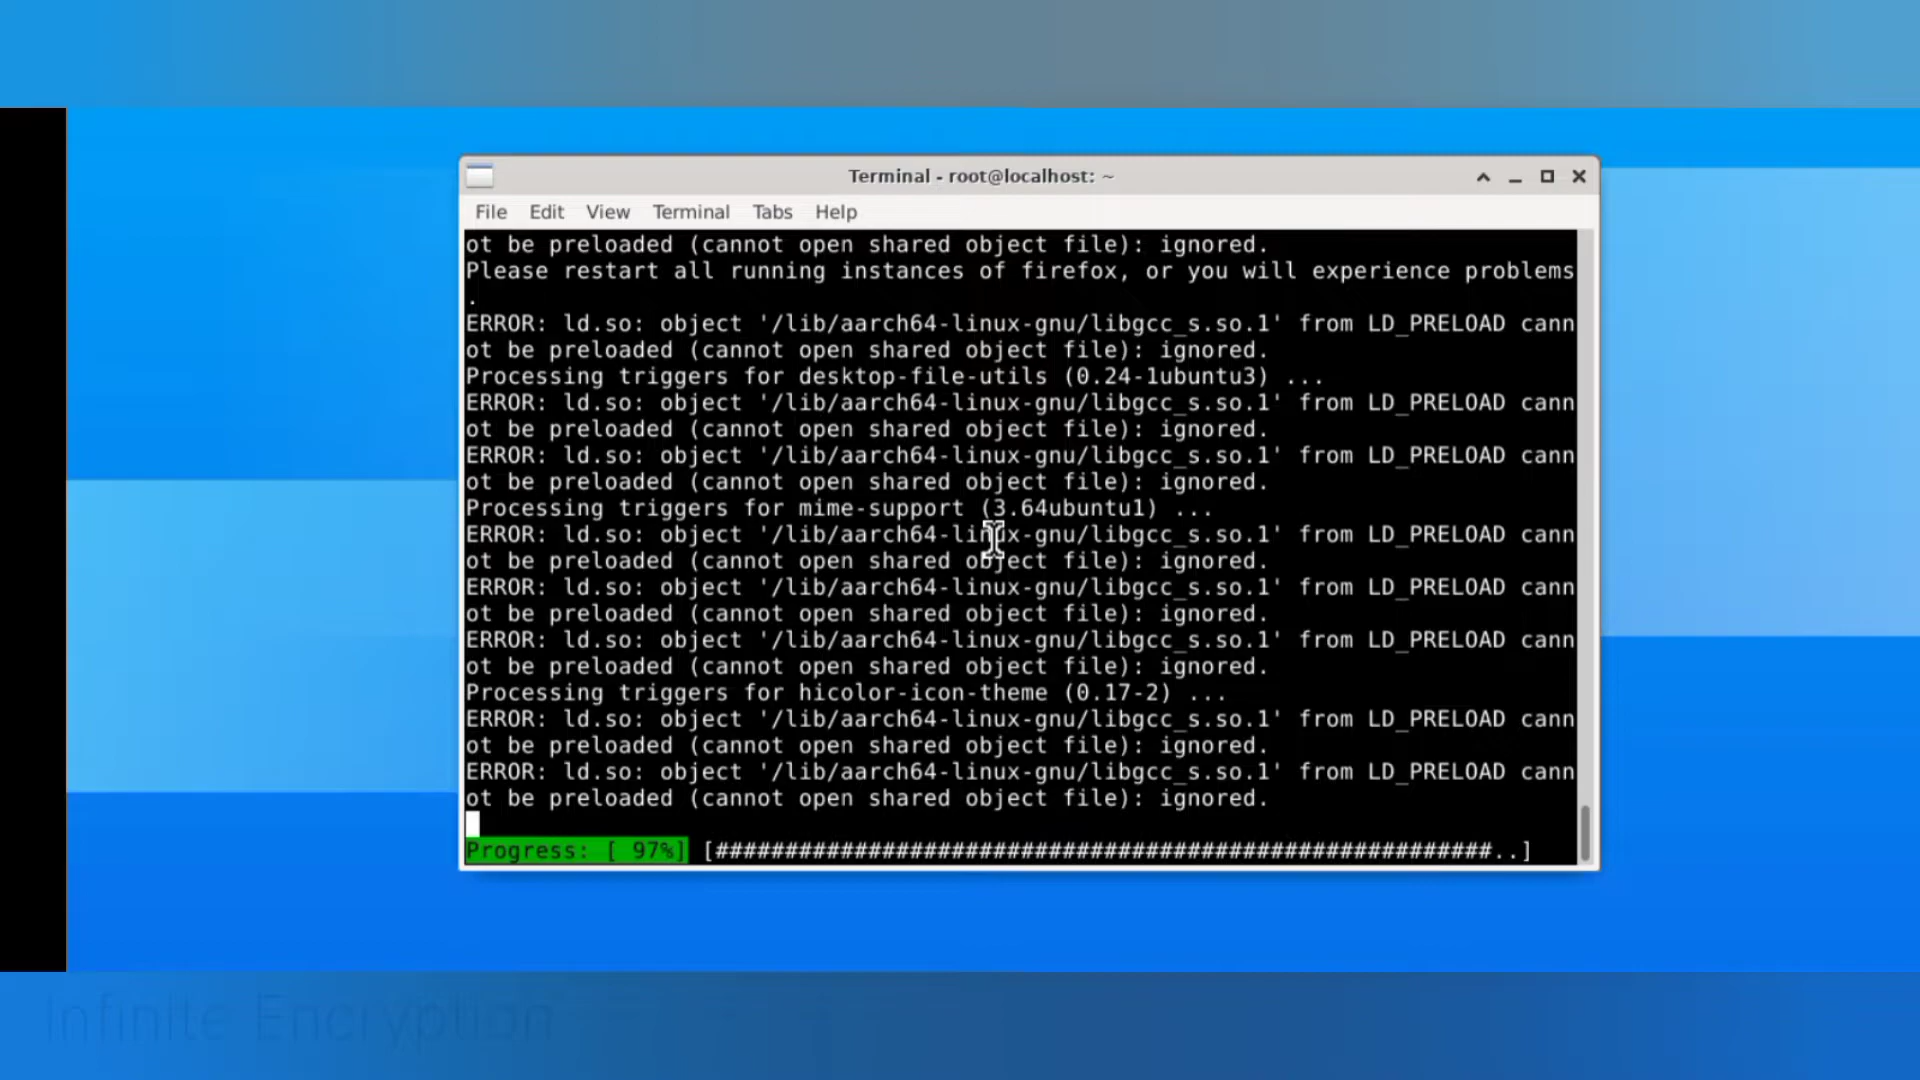 Terminal - root@localhost: ~
File Edit View Terminal Tabs Help
ot be preloaded (cannot open shared object file): ignored.
Please restart all running instances of firefox, or you will experience problems
.
ERROR: ld.so: object '/lib/aarch64-linux-gnu/libgcc_s.so.1' from LD_PRELOAD cann
ot be preloaded (cannot open shared object file): ignored.
Processing triggers for desktop-file-utils (0.24-1ubuntu3) ...
ERROR: ld.so: object '/lib/aarch64-linux-gnu/libgcc_s.so.1' from LD_PRELOAD cann
ot be preloaded (cannot open shared object file): ignored.
ERROR: ld.so: object '/lib/aarch64-linux-gnu/libgcc_s.so.1' from LD_PRELOAD cann
ot be preloaded (cannot open shared object file): ignored.
Processing triggers for mime-support (3.64ubuntu1) ...
ERROR: ld.so: object '/lib/aarch64-linux-gnu/libgcc_s.so.1' from LD_PRELOAD cann
ot be preloaded (cannot open shared object file): ignored.
ERROR: ld.so: object '/lib/aarch64-linux-gnu/libgcc_s.so.1' from LD_PRELOAD cann
ot be preloaded (cannot open shared object file): ignored.
ERROR: ld.so: object '/lib/aarch64-linux-gnu/libgcc_s.so.1' from LD_PRELOAD cann
ot be preloaded (cannot open shared object file): ignored.
Processing triggers for hicolor-icon-theme (0.17-2) ...
ERROR: ld.so: object '/lib/aarch64-linux-gnu/libgcc_s.so.1' from LD_PRELOAD cann
ot be preloaded (cannot open shared object file): ignored.
ERROR: ld.so: object '/lib/aarch64-linux-gnu/libgcc_s.so.1' from LD_PRELOAD cann
ot be preloaded (cannot open shared object file): ignored.
Progress: [ 97%] [########################################################..]
Infinite Encryption